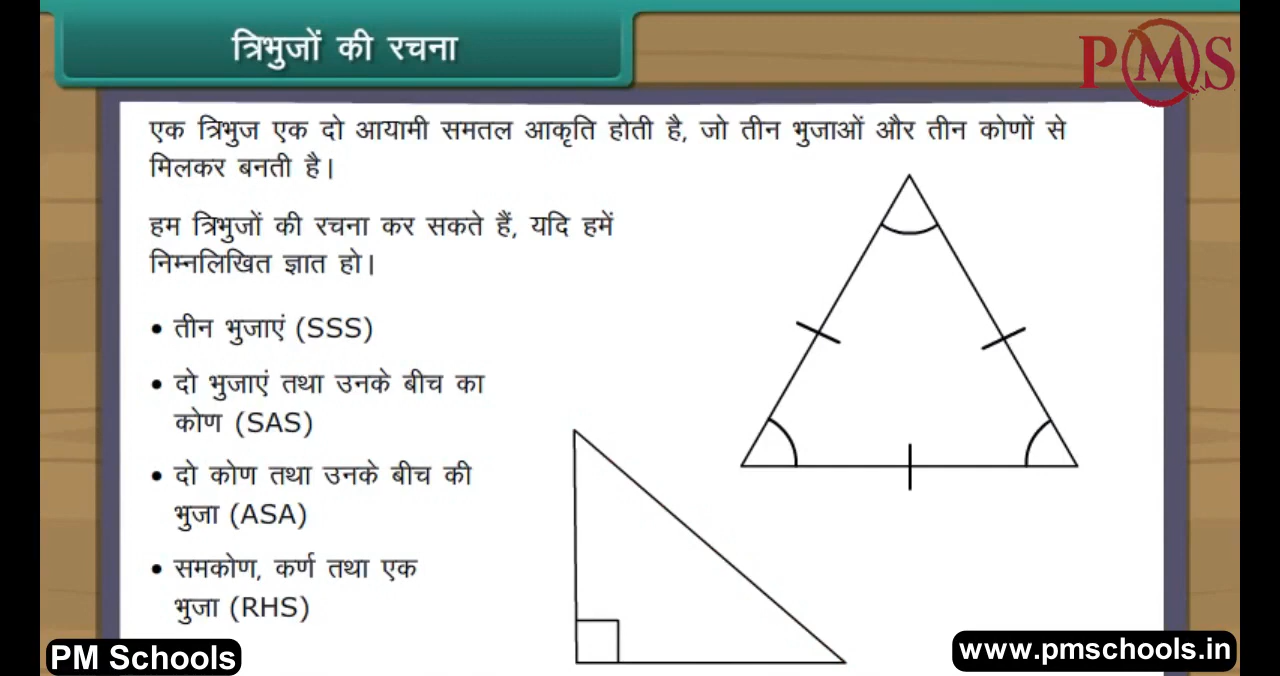 त्रिभुजों की रचना
PMS
एक त्रिभुज एक दो आयामी समतल आकृति होती है, जो तीन भुजाओं और तीन कोणों से
मिलकर बनती है।
हम त्रिभुजों की रचना कर सकते हैं, यदि हमें
निम्नलिखित ज्ञात हो।
• तीन भुजाएं (SSS)
• दो भुजाएं तथा उनके बीच का
कोण (SAS)
• दो कोण तथा उनके बीच की
भुजा (ASA)
• समकोण, कर्ण तथा एक
भुजा (RHS)
PM Schools
www.pmschools.in